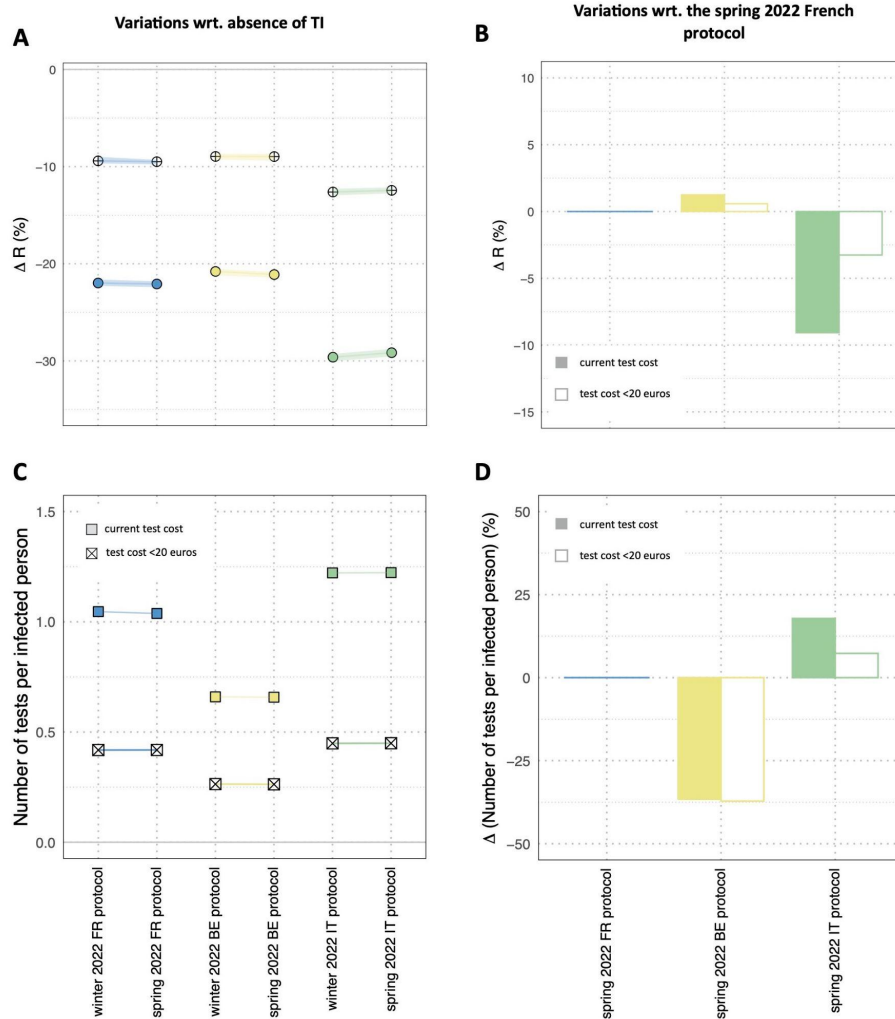 Variations wrt. absence of TI
A
0
−10
−20
−30
Δ R (%)
Variations wrt. the spring 2022 French
protocol
B
10
5
0
−5
−10
−15
Δ R (%)
current test cost
test cost <20 euros
C
1.5
1.0
0.5
0.0
Number of tests per infected person
current test cost
test cost <20 euros
winter 2022 FR protocol
spring 2022 FR protocol
winter 2022 BE protocol
spring 2022 BE protocol
winter 2022 IT protocol
spring 2022 IT protocol
D
50
25
0
−25
−50
Δ (Number of tests per infected person) (%)
current test cost
test cost <20 euros
spring 2022 FR protocol
spring 2022 BE protocol
spring 2022 IT protocol